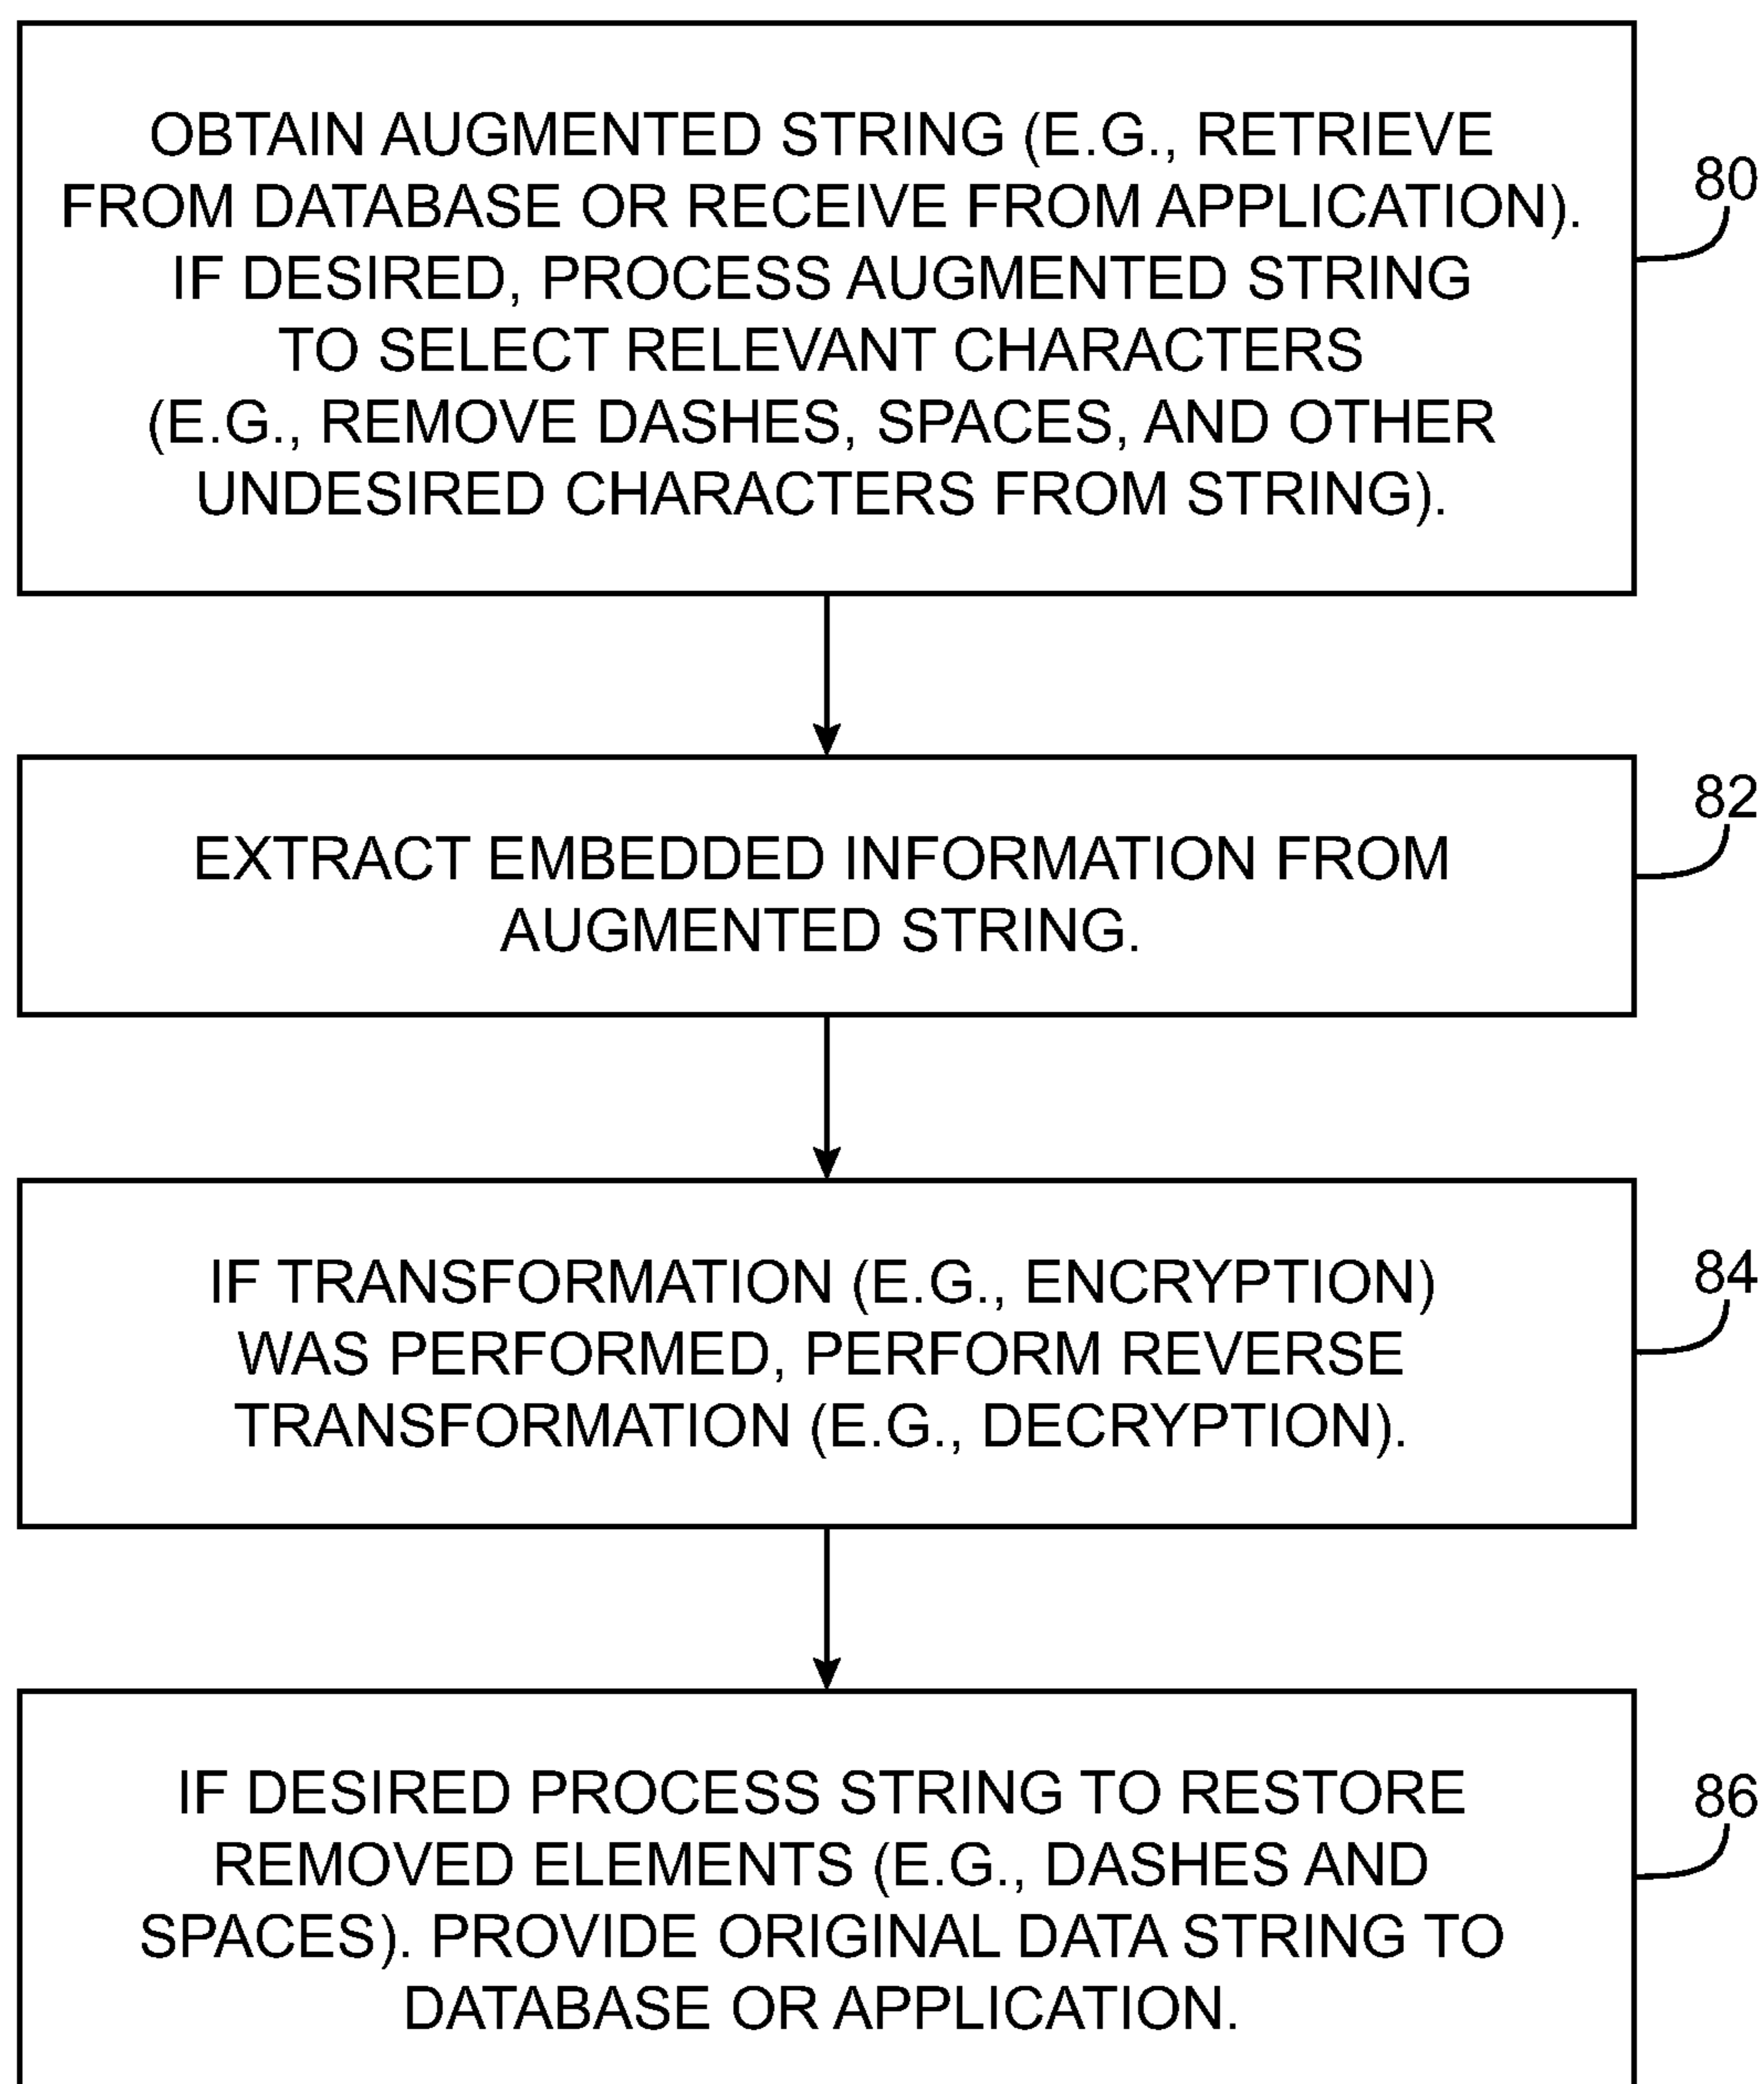 OBTAIN AUGMENTED STRING (E.G., RETRIEVE
FROM DATABASE OR RECEIVE FROM APPLICATION).
IF DESIRED, PROCESS AUGMENTED STRING
TO SELECT RELEVANT CHARACTERS
(E.G., REMOVE DASHES, SPACES, AND OTHER
UNDESIRED CHARACTERS FROM STRING).
80
EXTRACT EMBEDDED INFORMATION FROM
AUGMENTED STRING.
82
IF TRANSFORMATION (E.G., ENCRYPTION)
WAS PERFORMED, PERFORM REVERSE
TRANSFORMATION (E.G., DECRYPTION).
84
IF DESIRED PROCESS STRING TO RESTORE
REMOVED ELEMENTS (E.G., DASHES AND
SPACES). PROVIDE ORIGINAL DATA STRING TO
DATABASE OR APPLICATION.
86